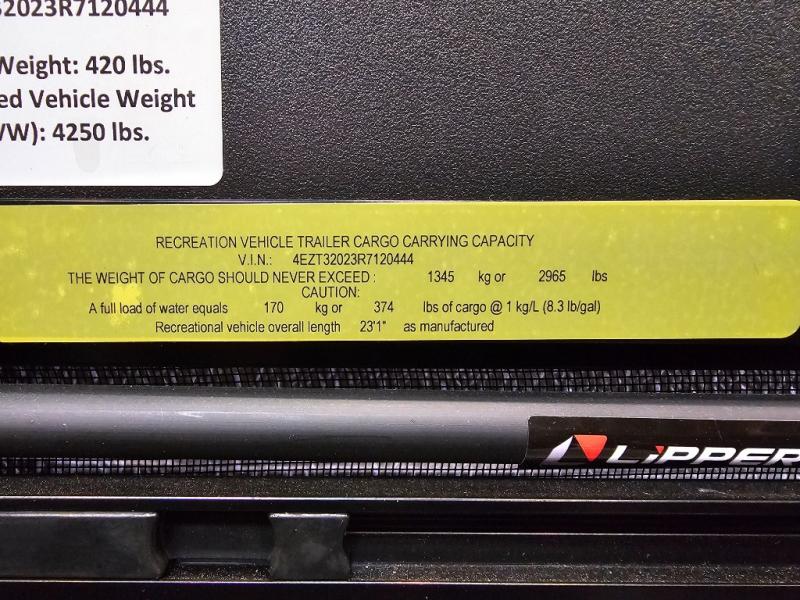 32023R7120444
Weight: 420 lbs.
ed Vehicle Weight
VW): 4250 lbs.
RECREATION VEHICLE TRAILER CARGO CARRYING CAPACITY
V.I.N.: 4EZT32023R7120444
THE WEIGHT OF CARGO SHOULD NEVER EXCEED : 1345 kg or 2965 lbs
CAUTION:
A full load of water equals 170 kg or 374 lbs of cargo @ 1 kg/L (8.3 lb/gal)
Recreational vehicle overall length 23'1" as manufactured
LIPPER